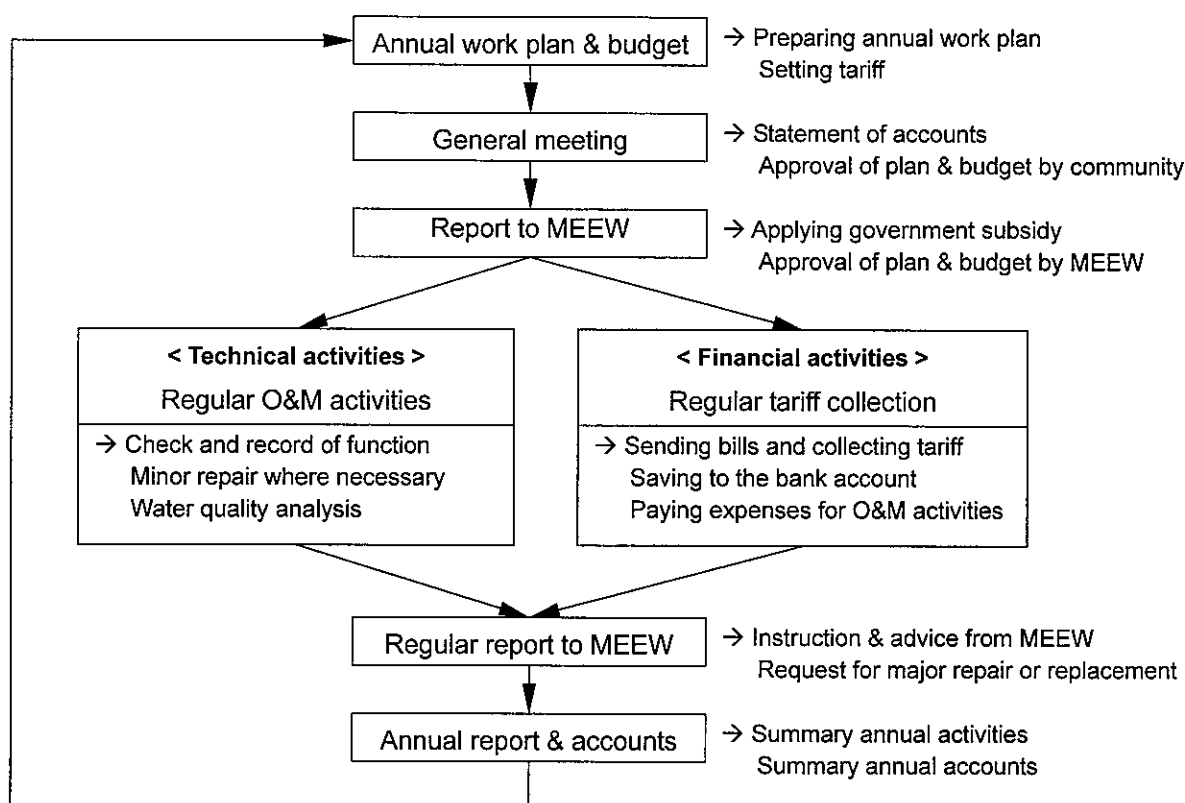 Annual work plan & budget
→ Preparing annual work plan
Setting tariff
General meeting
→ Statement of accounts
Approval of plan & budget by community
Report to MEEW
→ Applying government subsidy
Approval of plan & budget by MEEW
< Technical activities >
Regular O&M activities
→ Check and record of function
Minor repair where necessary
Water quality analysis
< Financial activities >
Regular tariff collection
→ Sending bills and collecting tariff
Saving to the bank account
Paying expenses for O&M activities
Regular report to MEEW
→ Instruction & advice from MEEW
Request for major repair or replacement
Annual report & accounts
→ Summary annual activities
Summary annual accounts